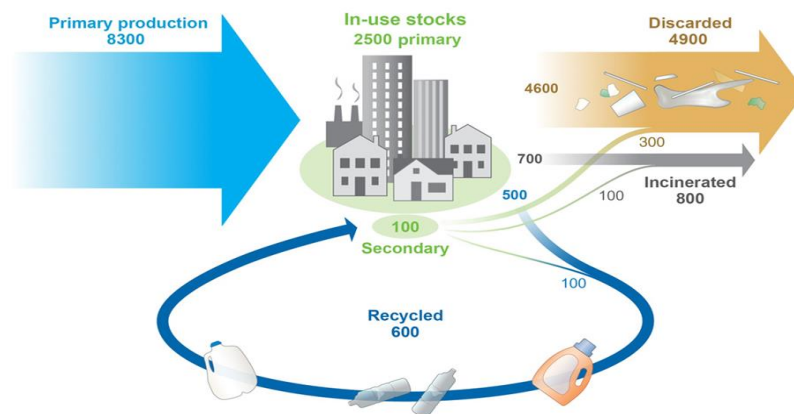 Primary production
8300
In-use stocks
2500 primary
Discarded
4900
4600
300
700
Incinerated
800
500
100
100
Secondary
100
Recycled
600